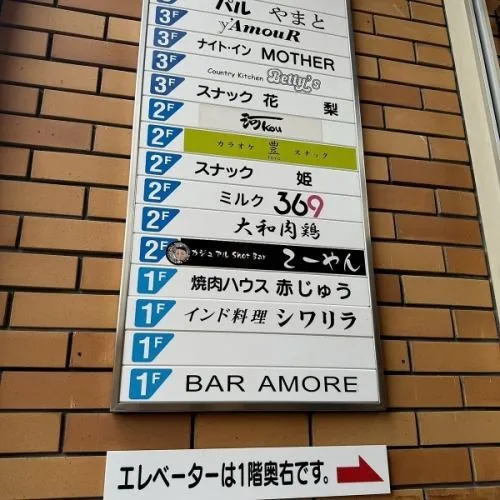 3F パル やまと
3F y'AmouR
3F ナイト・イン MOTHER
3F Country Kitchen Betty's
3F スナック 花 梨
2F 河 Kou
2F カラオケ 豊 スナック
2F スナック 姫
2F ミルク 369
2F 大和肉鶏
2F カジュアル Shot Bar こーやん
1F 焼肉ハウス 赤じゅう
1F インド料理 シワリラ
1F
1F BAR AMORE
エレベーターは1階奥右です。